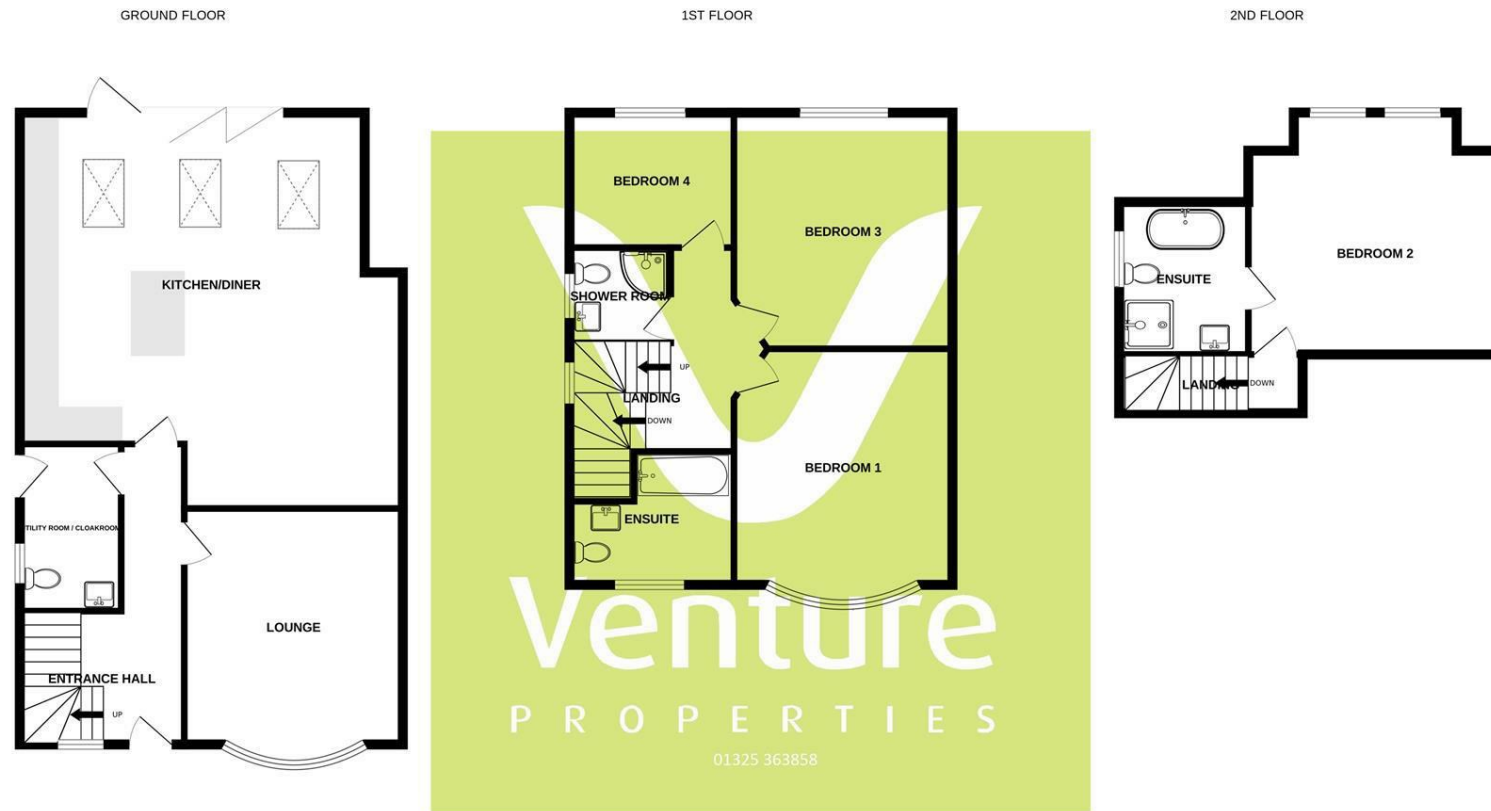 GROUND FLOOR
KITCHEN/DINER
TILITY ROOM / CLOAKROOM
LOUNGE
ENTRANCE HALL
UP
1ST FLOOR
BEDROOM 4
BEDROOM 3
SHOWER ROOM
UP
LANDING
DOWN
BEDROOM 1
ENSUITE
Venture
PROPERTIES
01325 363858
2ND FLOOR
BEDROOM 2
ENSUITE
LANDING
DOWN